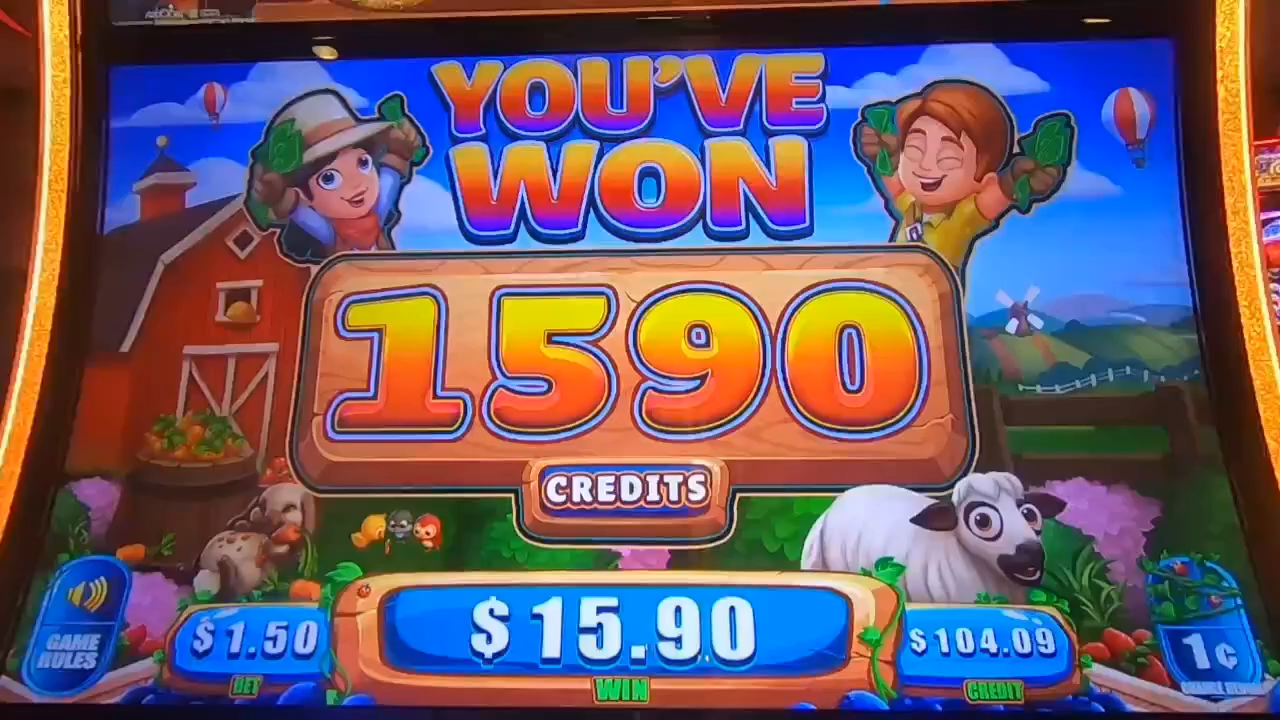 YOU'VE
WON
1590
CREDITS
GAME
RULES
$1.50
BET
$15.90
WIN
$104.09
CREDIT
1¢